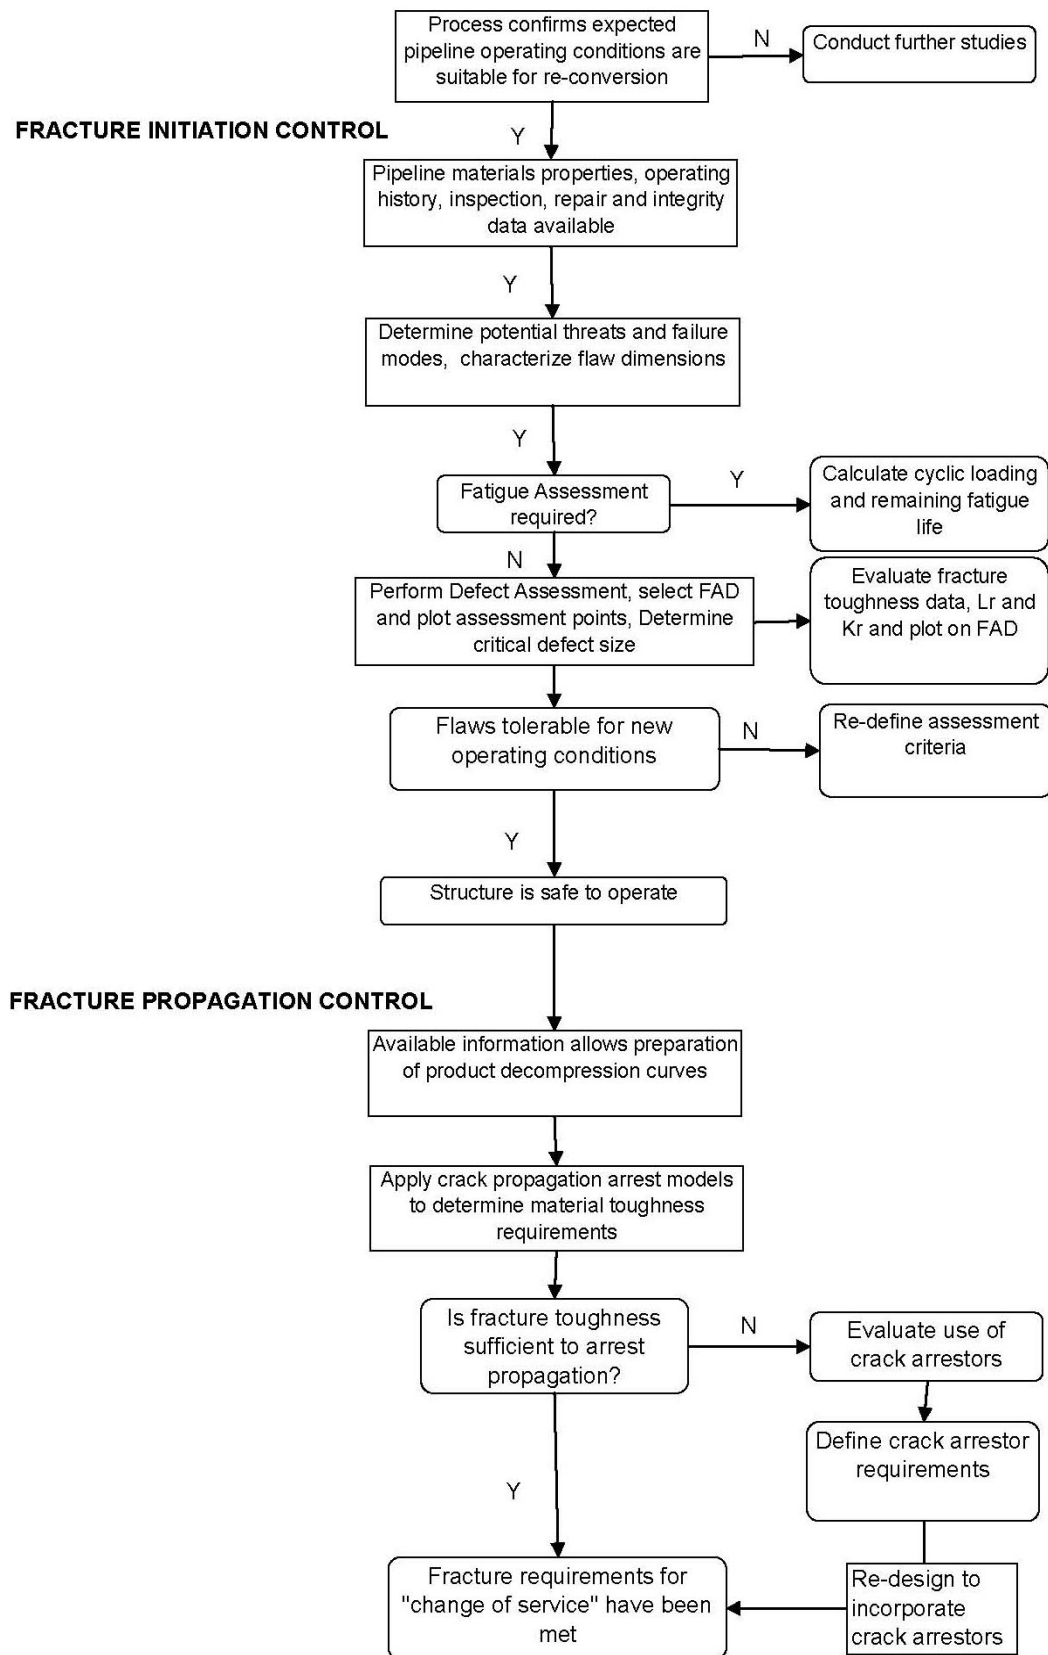 Process confirms expected
pipeline operating conditions are
suitable for re-conversion
N
Conduct further studies
FRACTURE INITIATION CONTROL
Y
Pipeline materials properties, operating
history, inspection, repair and integrity
data available
Y
Determine potential threats and failure
modes, characterize flaw dimensions
Y
Fatigue Assessment
required?
Y
Calculate cyclic loading
and remaining fatigue
life
N
Perform Defect Assessment, select FAD
and plot assessment points, Determine
critical defect size
Evaluate fracture
toughness data, Lr and
Kr and plot on FAD
Flaws tolerable for new
operating conditions
N
Re-define assessment
criteria
Y
Structure is safe to operate
FRACTURE PROPAGATION CONTROL
Available information allows preparation
of product decompression curves
Apply crack propagation arrest models
to determine material toughness
requirements
Is fracture toughness
sufficient to arrest
propagation?
N
Evaluate use of
crack arrestors
Define crack arrestor
requirements
Y
Re-design to
incorporate
crack arrestors
Fracture requirements for
"change of service" have been
met